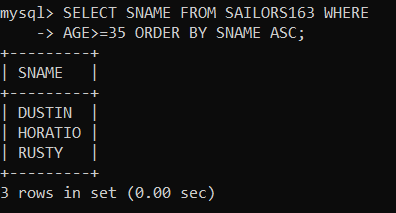 mysql> SELECT SNAME FROM SAILORS163 WHERE
    -> AGE>=35 ORDER BY SNAME ASC;
+---------+
| SNAME   |
+---------+
| DUSTIN  |
| HORATIO |
| RUSTY   |
+---------+
3 rows in set (0.00 sec)